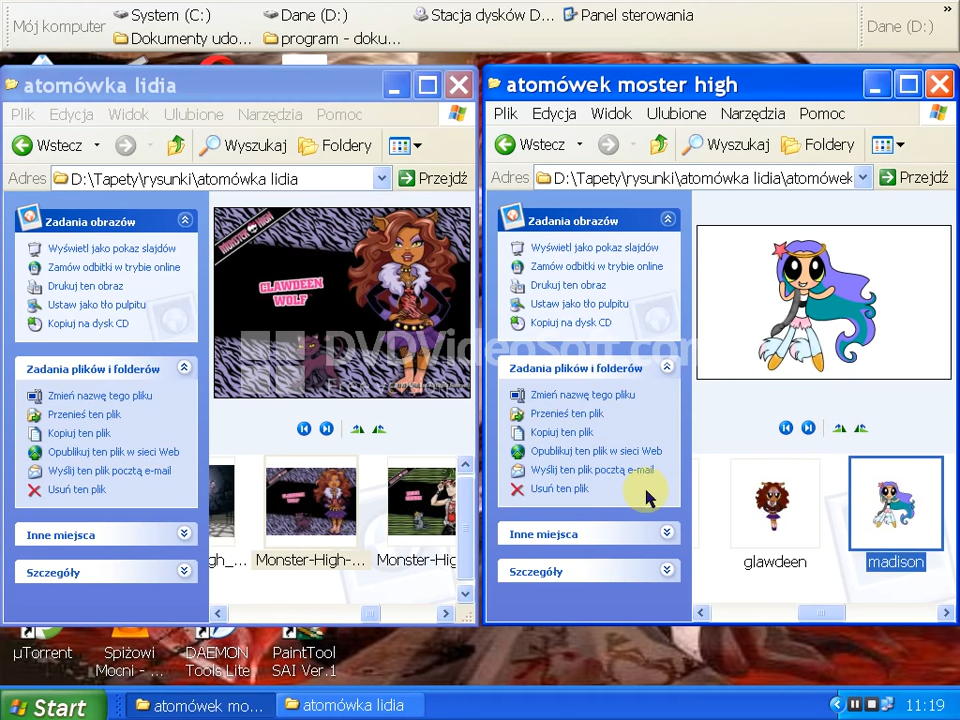 Mój komputer
System (C:)
Dane (D:)
Stacja dysków D...
Panel sterowania
Dokumenty udo...
program - doku...
Dane (D:)
atomówka lidia
Plik Edycja Widok Ulubione Narzędzia Pomoc
Wstecz Wyszukaj Foldery
Adres D:\Tapety\rysunki\atomówka lidia Przejdź
Zadania obrazów
Wyświetl jako pokaz slajdów
Zamów odbitki w trybie online
Drukuj ten obraz
Ustaw jako tło pulpitu
Kopiuj na dysk CD
Zadania plików i folderów
Zmień nazwę tego pliku
Przenieś ten plik
Kopiuj ten plik
Opublikuj ten plik w sieci Web
Wyślij ten plik pocztą e-mail
Usuń ten plik
Inne miejsca
Szczegóły
MONSTER HIGH
CLAWDEEN
WOLF
gh_...
Monster-High-...
Monster-Hig
atomówek moster high
Plik Edycja Widok Ulubione Narzędzia Pomoc
Wstecz Wyszukaj Foldery
Adres D:\Tapety\rysunki\atomówka lidia\atomówek Przejdź
Zadania obrazów
Wyświetl jako pokaz slajdów
Zamów odbitki w trybie online
Drukuj ten obraz
Ustaw jako tło pulpitu
Kopiuj na dysk CD
Zadania plików i folderów
Zmień nazwę tego pliku
Przenieś ten plik
Kopiuj ten plik
Opublikuj ten plik w sieci Web
Wyślij ten plik pocztą e-mail
Usuń ten plik
Inne miejsca
Szczegóły
glawdeen
madison
DVDVideoSoft.com
µTorrent
Spiżowi
Mocni - ...
DAEMON
Tools Lite
PaintTool
SAI Ver.1
Start
atomówek mo...
atomówka lidia
11:19